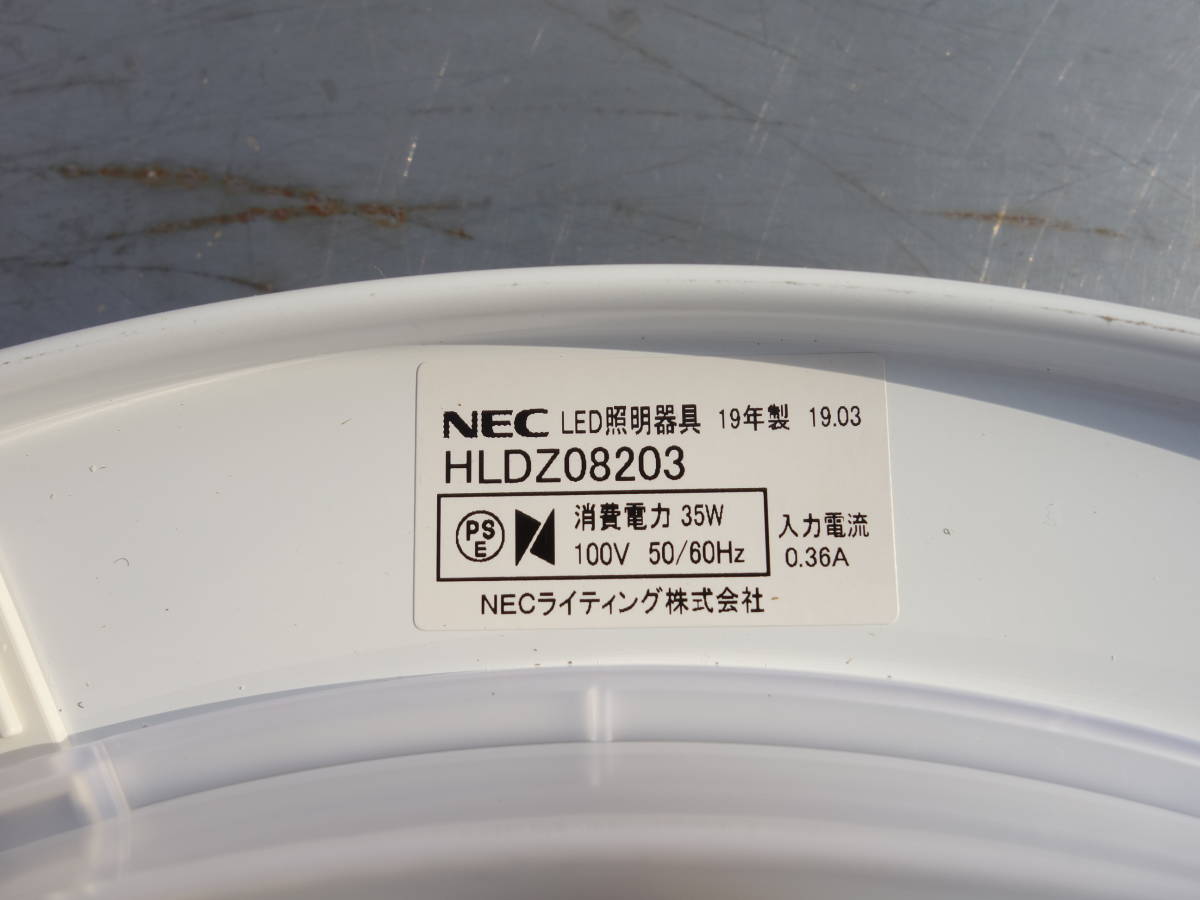 NEC LED照明器具 19年製 19.03
HLDZ08203
PS
E
消費電力 35W
100V 50/60Hz
入力電流
0.36A
NECライティング株式会社